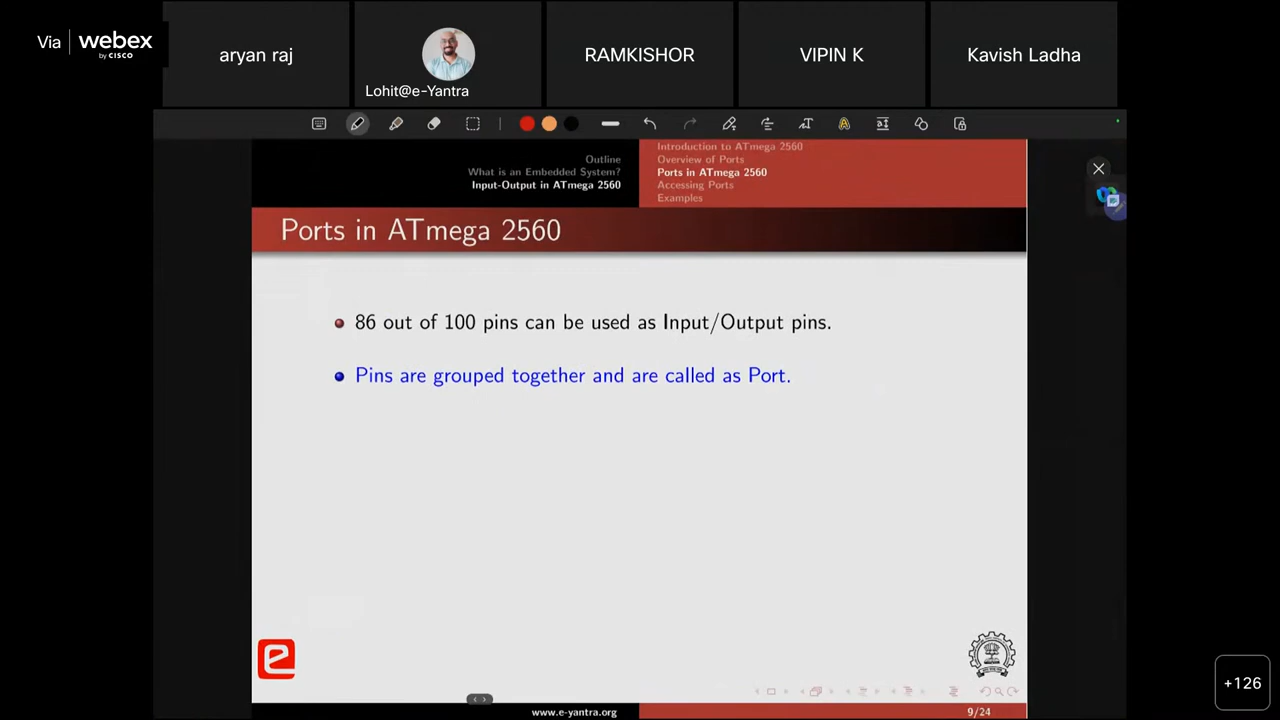 Via webex
by CISCO
aryan raj
Lohit@e-Yantra
RAMKISHOR
VIPIN K
Kavish Ladha
Outline
What is an Embedded System?
Input-Output in ATmega 2560
Introduction to ATmega 2560
Overview of Ports
Ports in ATmega 2560
Accessing Ports
Examples
Ports in ATmega 2560
86 out of 100 pins can be used as Input/Output pins.
Pins are grouped together and are called as Port.
+126
www.e-yantra.org
9/24